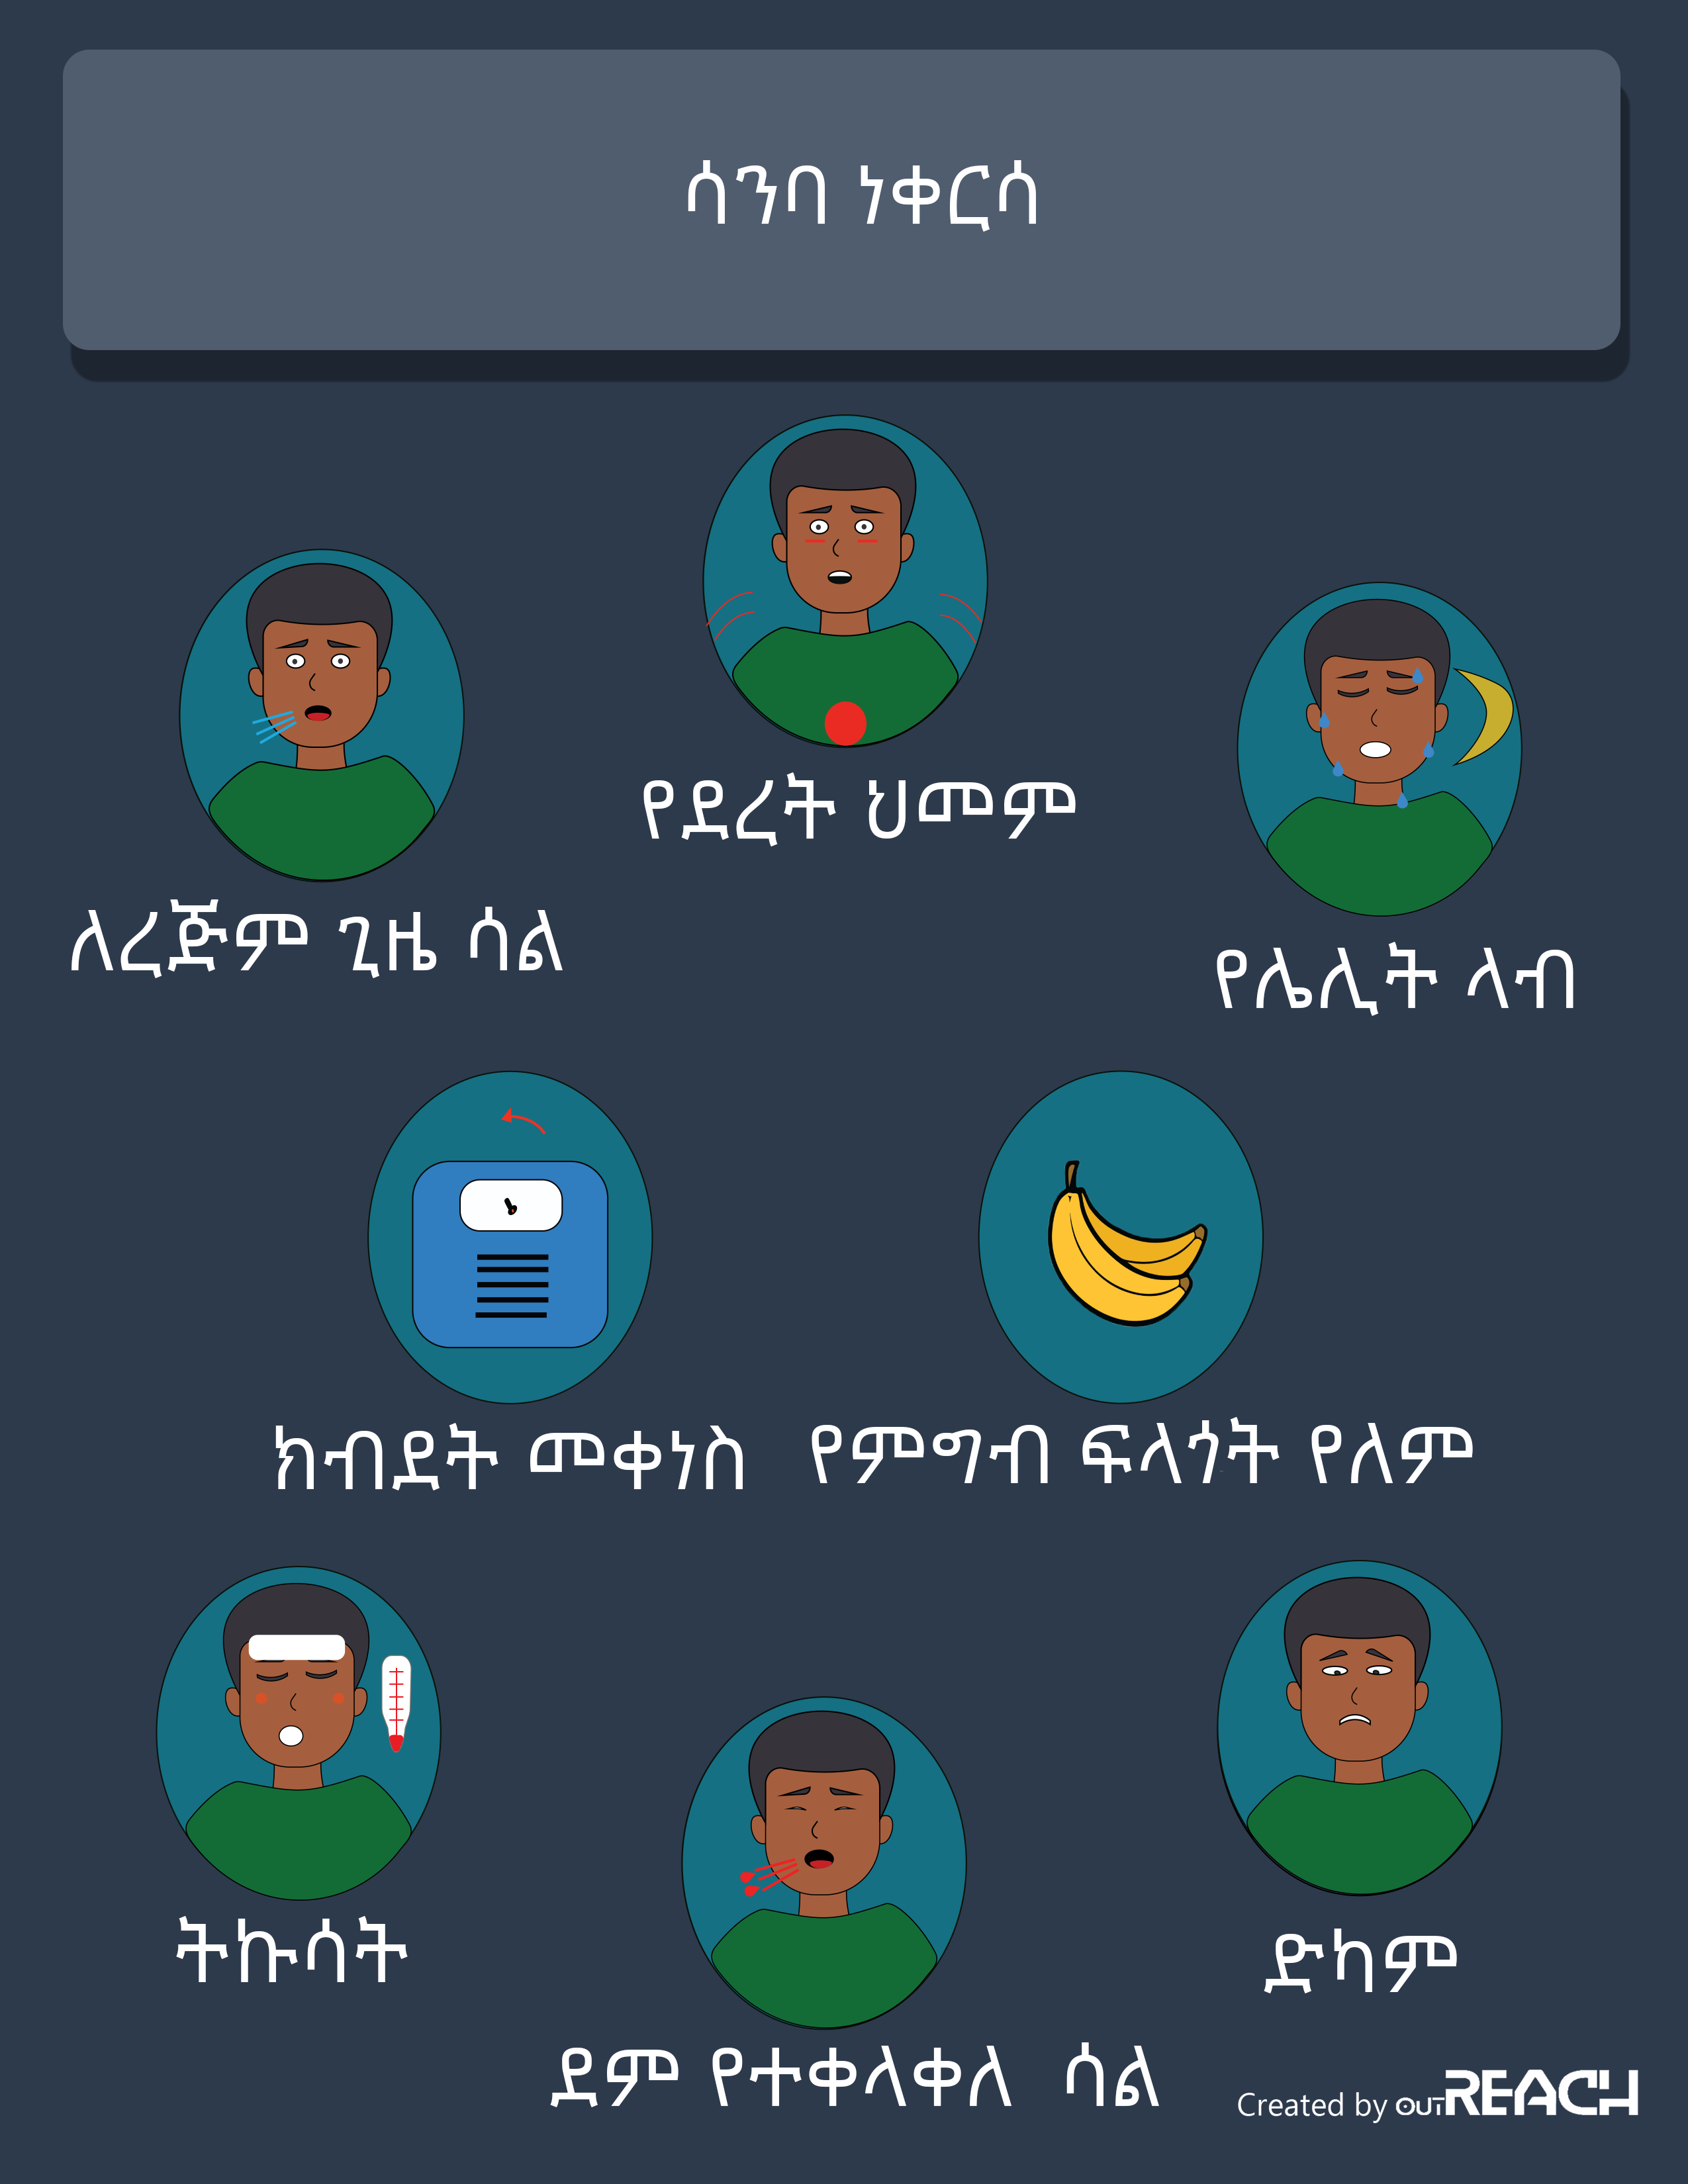 ሳንባ ነቀርሳ
የደረት ህመም
ለረጅም ጊዜ ሳል
የሌሊት ላብ
ክብደት መቀነስ
የምግብ ፍላጎት የለም
ትኩሳት
ድካም
ደም የተቀላቀለ ሳል
Created by OUTREACH